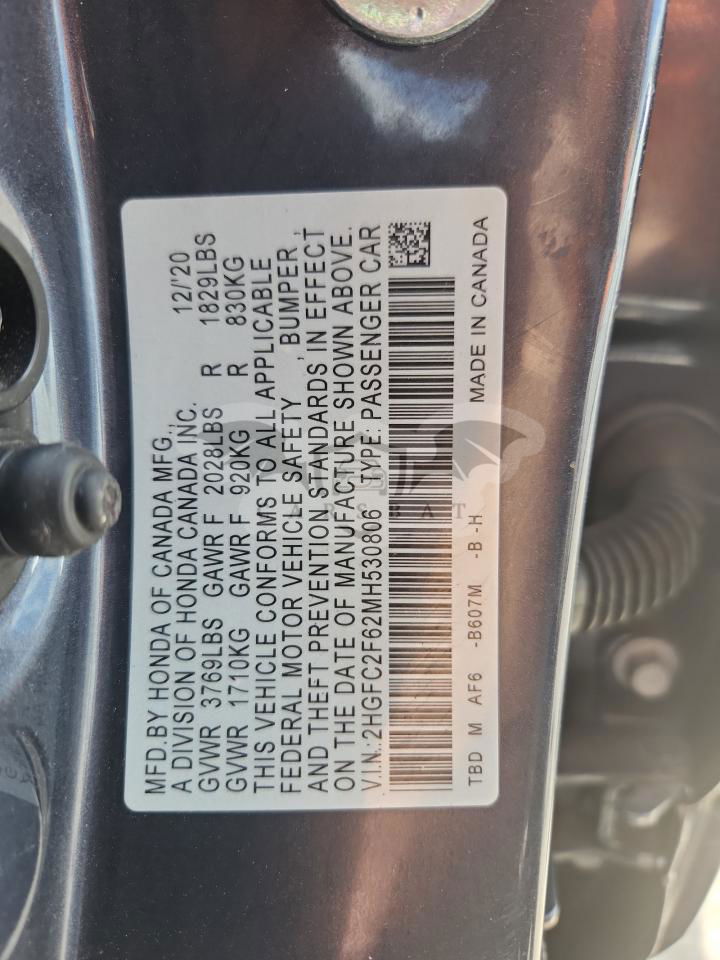 MFD.BY HONDA OF CANADA MFG.,
A DIVISION OF HONDA CANADA INC. 12/'20
GVWR 3769LBS GAWR F 2028LBS R 1829LBS
GVWR 1710KG GAWR F 920KG R 830KG
THIS VEHICLE CONFORMS TO ALL APPLICABLE
FEDERAL MOTOR VEHICLE SAFETY, BUMPER,
AND THEFT PREVENTION STANDARDS IN EFFECT
ON THE DATE OF MANUFACTURE SHOWN ABOVE.
V.I.N.:2HGFC2F62MH530806 TYPE: PASSENGER CAR
TBD M AF6 -B607M -B -H MADE IN CANADA
CARSBAT